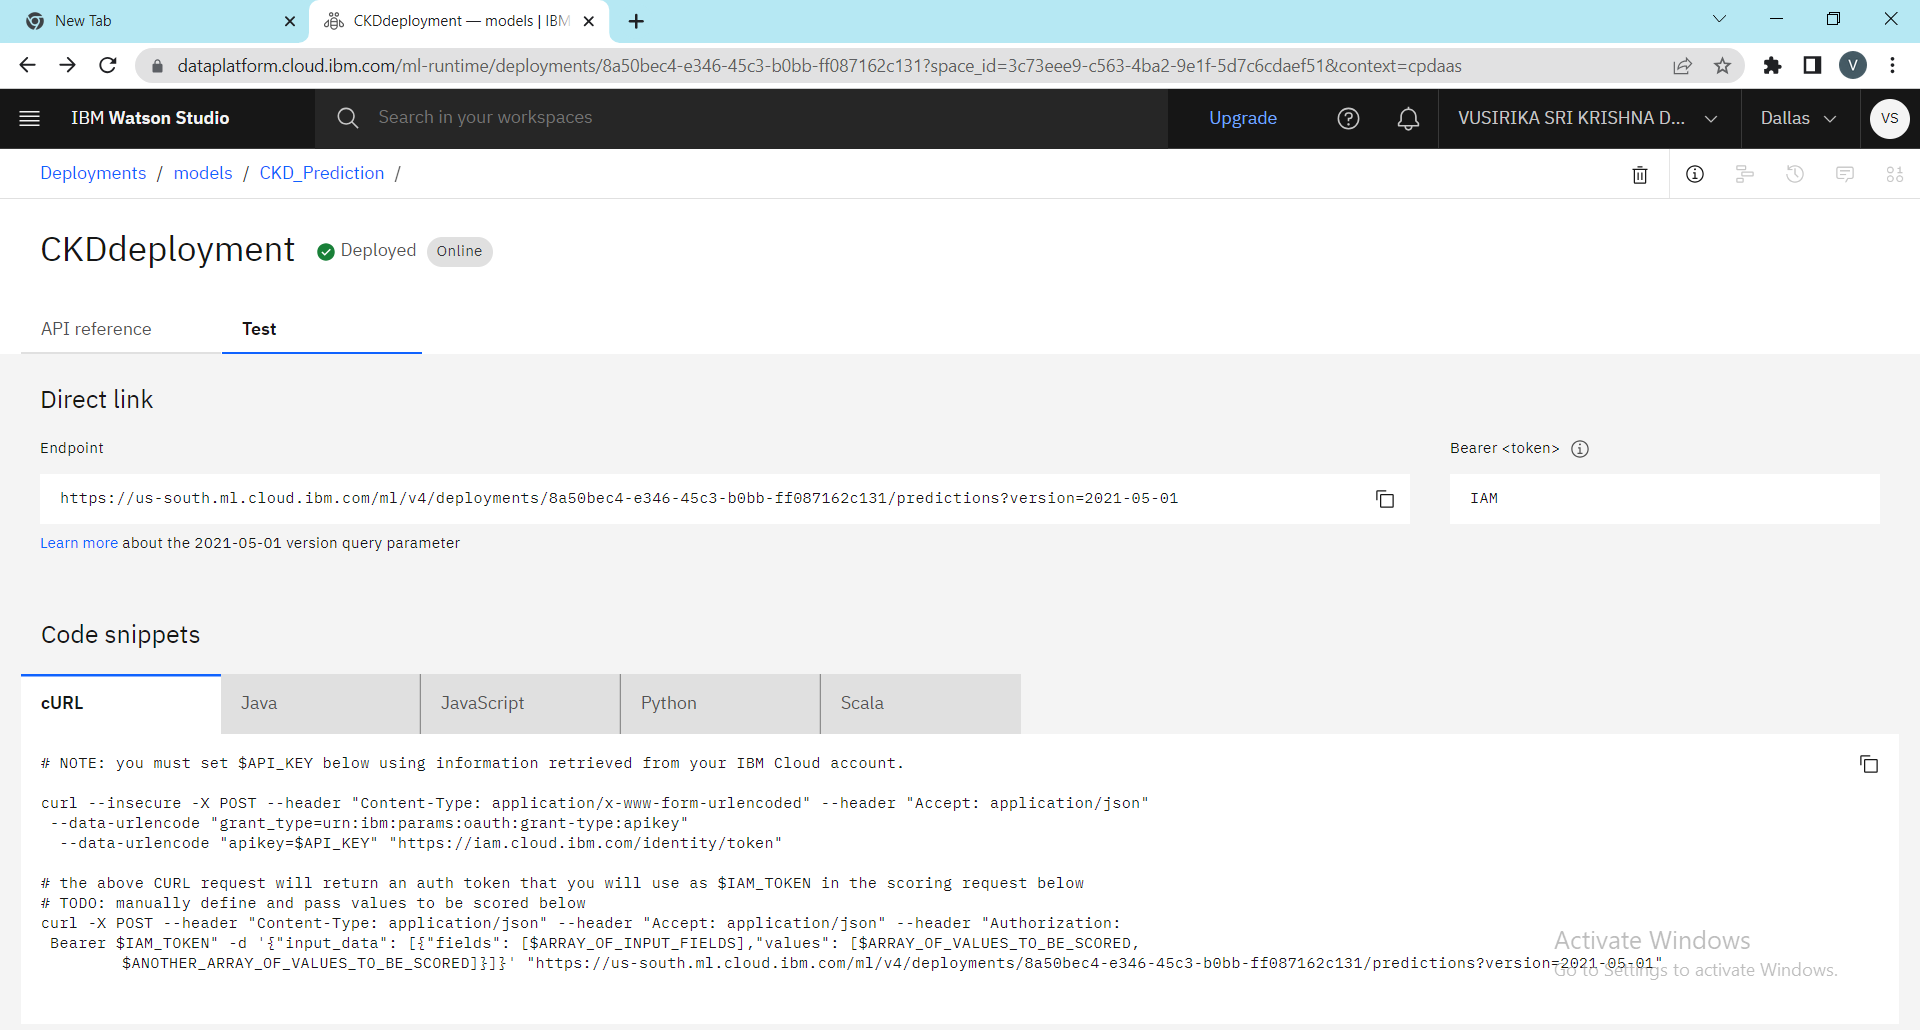 New Tab
CKDdeployment — models | IBM
dataplatform.cloud.ibm.com/ml-runtime/deployments/8a50bec4-e346-45c3-b0bb-ff087162c131?space_id=3c73eee9-c563-4ba2-9e1f-5d7c6cdaef51&context=cpdaas
V
IBM Watson Studio
Search in your workspaces
Upgrade
VUSIRIKA SRI KRISHNA D...
Dallas
VS
Deployments / models / CKD_Prediction /
CKDdeployment
Deployed
Online
API reference
Test
Direct link
Endpoint
Bearer <token>
https://us-south.ml.cloud.ibm.com/ml/v4/deployments/8a50bec4-e346-45c3-b0bb-ff087162c131/predictions?version=2021-05-01
IAM
Learn more about the 2021-05-01 version query parameter
Code snippets
cURL
Java
JavaScript
Python
Scala
# NOTE: you must set $API_KEY below using information retrieved from your IBM Cloud account.
curl --insecure -X POST --header "Content-Type: application/x-www-form-urlencoded" --header "Accept: application/json"
--data-urlencode "grant_type=urn:ibm:params:oauth:grant-type:apikey"
--data-urlencode "apikey=$API_KEY" "https://iam.cloud.ibm.com/identity/token"
# the above CURL request will return an auth token that you will use as $IAM_TOKEN in the scoring request below
# TODO: manually define and pass values to be scored below
curl -X POST --header "Content-Type: application/json" --header "Accept: application/json" --header "Authorization:
Bearer $IAM_TOKEN" -d '{"input_data": [{"fields": [$ARRAY_OF_INPUT_FIELDS],"values": [$ARRAY_OF_VALUES_TO_BE_SCORED,
$ANOTHER_ARRAY_OF_VALUES_TO_BE_SCORED]}]}' "https://us-south.ml.cloud.ibm.com/ml/v4/deployments/8a50bec4-e346-45c3-b0bb-ff087162c131/predictions?version=2021-05-01"
Activate Windows
Go to Settings to activate Windows.